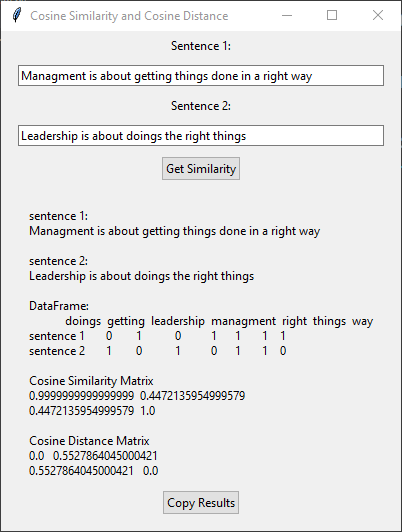 Cosine Similarity and Cosine Distance
Sentence 1:
Managment is about getting things done in a right way
Sentence 2:
Leadership is about doings the right things
Get Similarity
sentence 1:
Managment is about getting things done in a right way
sentence 2:
Leadership is about doings the right things
DataFrame:
doings getting leadership managment right things way
sentence 1 0 1 0 1 1 1 1
sentence 2 1 0 1 0 1 1 0
Cosine Similarity Matrix
0.9999999999999999 0.4472135954999579
0.4472135954999579 1.0
Cosine Distance Matrix
0.0 0.5527864045000421
0.5527864045000421 0.0
Copy Results